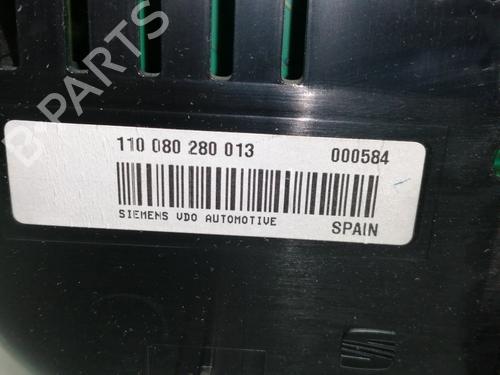 B-PARTS
110 080 280 013 000584
SIEMENS VDO AUTOMOTIVE SPAIN